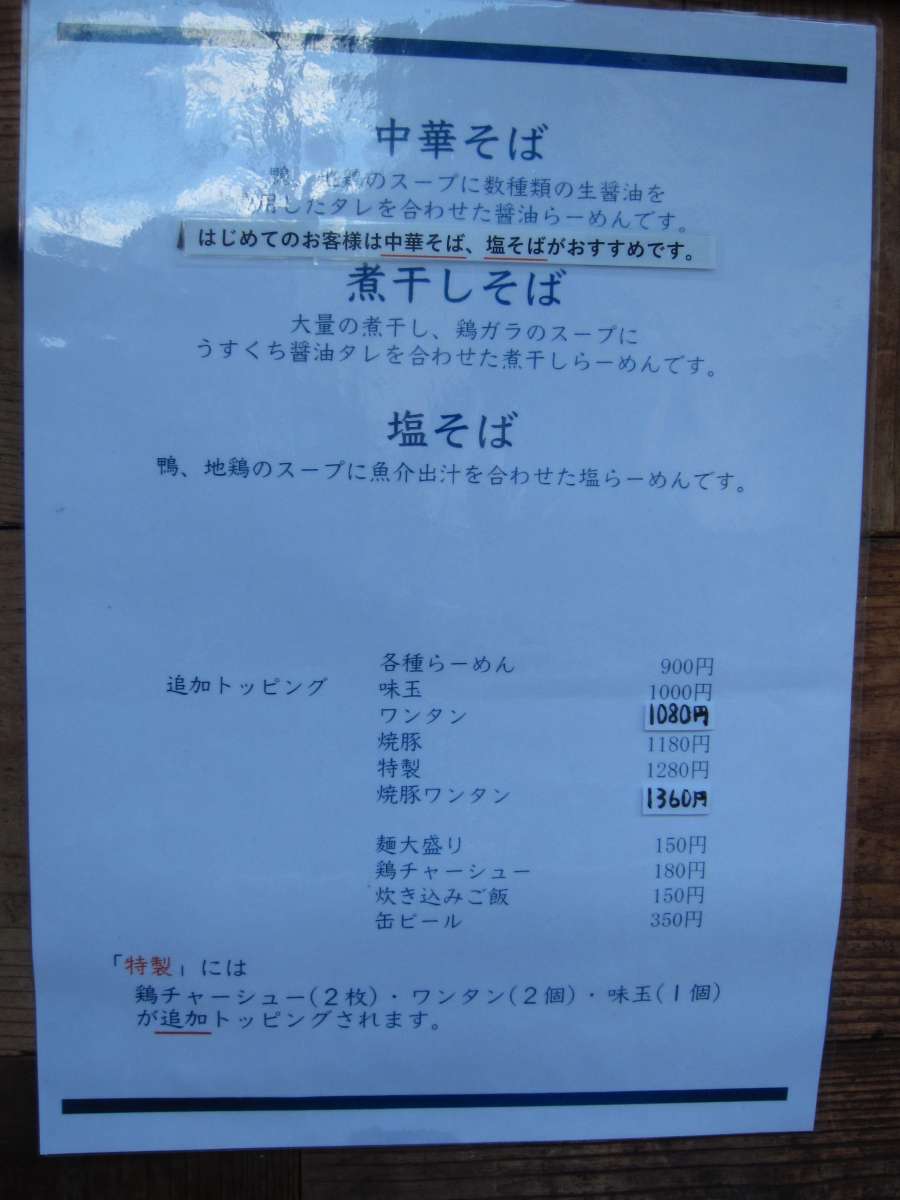 中華そば
鴨、地鶏のスープに数種類の生醤油を
用したタレを合わせた醤油らーめんです。
はじめてのお客様は中華そば、塩そばがおすすめです。
煮干しそば
大量の煮干し、鶏ガラのスープに
うすくち醤油タレを合わせた煮干しらーめんです。
塩そば
鴨、地鶏のスープに魚介出汁を合わせた塩らーめんです。
各種らーめん 900円
追加トッピング 味玉 1000円
ワンタン 1080円
焼豚 1180円
特製 1280円
焼豚ワンタン 1360円
麺大盛り 150円
鶏チャーシュー 180円
炊き込みご飯 150円
缶ビール 350円
「特製」には
鶏チャーシュー(2枚)・ワンタン(2個)・味玉(1個)
が追加トッピングされます。